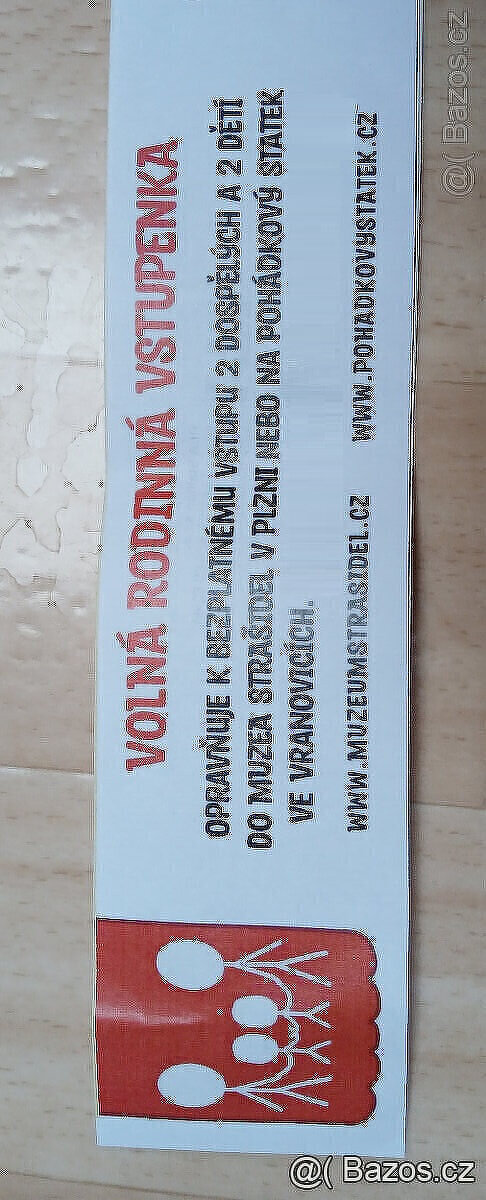 VOLNÁ RODINNÁ VSTUPENKA
OPRAVŇUJE K BEZPLATNÉMU VSTUPU 2 DOSPĚLÝCH A 2 DĚTÍ
DO MUZEA STRAŠIDEL V PLZNI NEBO NA POHÁDKOVÝ STATEK
VE VRANOVICÍCH.
WWW.MUZEUMSTRASIDEL.CZ WWW.POHADKOVYSTATEK.CZ
@( Bazos.cz
@( Bazos.cz